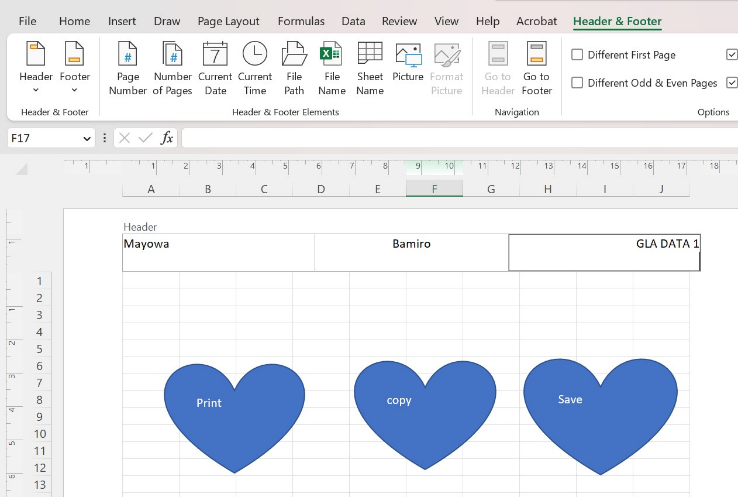 File Home Insert Draw Page Layout Formulas Data Review View Help Acrobat Header & Footer
Header Footer Page Number Number of Pages Current Date Current Time File Path File Name Sheet Name Picture Format Picture Go to Header Go to Footer Different First Page
Different Odd & Even Pages
Header & Footer Header & Footer Elements Navigation Options
F17 fx
1 1 2 3 4 5 6 7 8 9 10 11 12 13 14 15 16 17 18
A B C D E F G H I J
Header
Mayowa Bamiro GLA DATA 1
1
2
3
4
5
6
7
8
9
10
11
12
13
Print copy Save